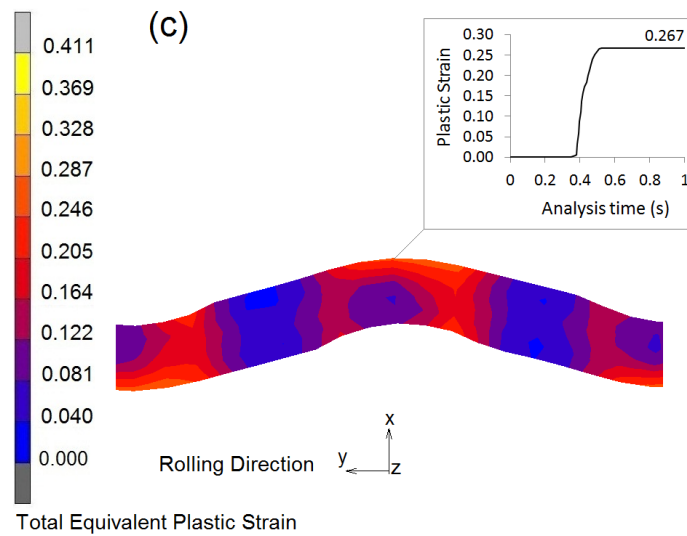 (c)
0.411
0.369
0.328
0.287
0.246
0.205
0.164
0.122
0.081
0.040
0.000
Total Equivalent Plastic Strain
Plastic Strain
0.30
0.25
0.20
0.15
0.10
0.05
0.00
0.267
0 0.2 0.4 0.6 0.8 1
Analysis time (s)
Rolling Direction
x
y
z